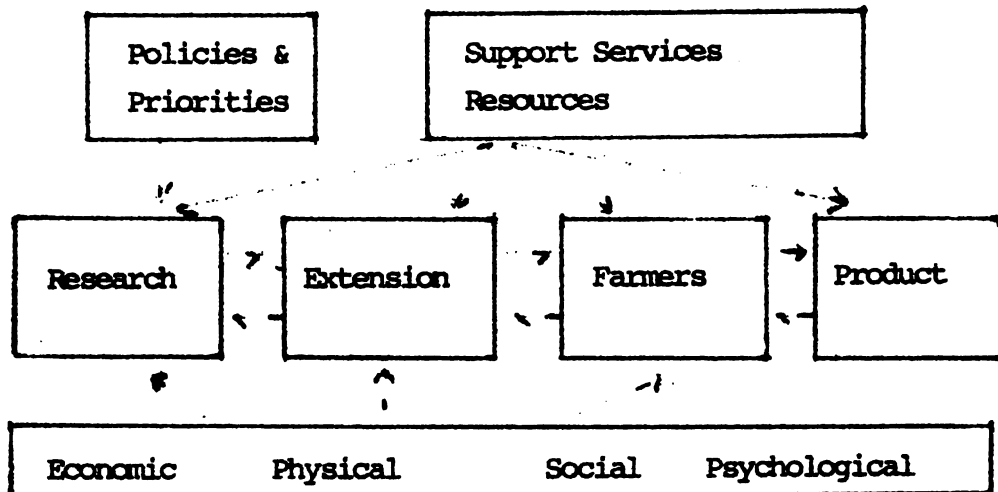 Policies &
Priorities
Support Services
Resources
Research
Extension
Farmers
Product
Economic Physical Social Psychological